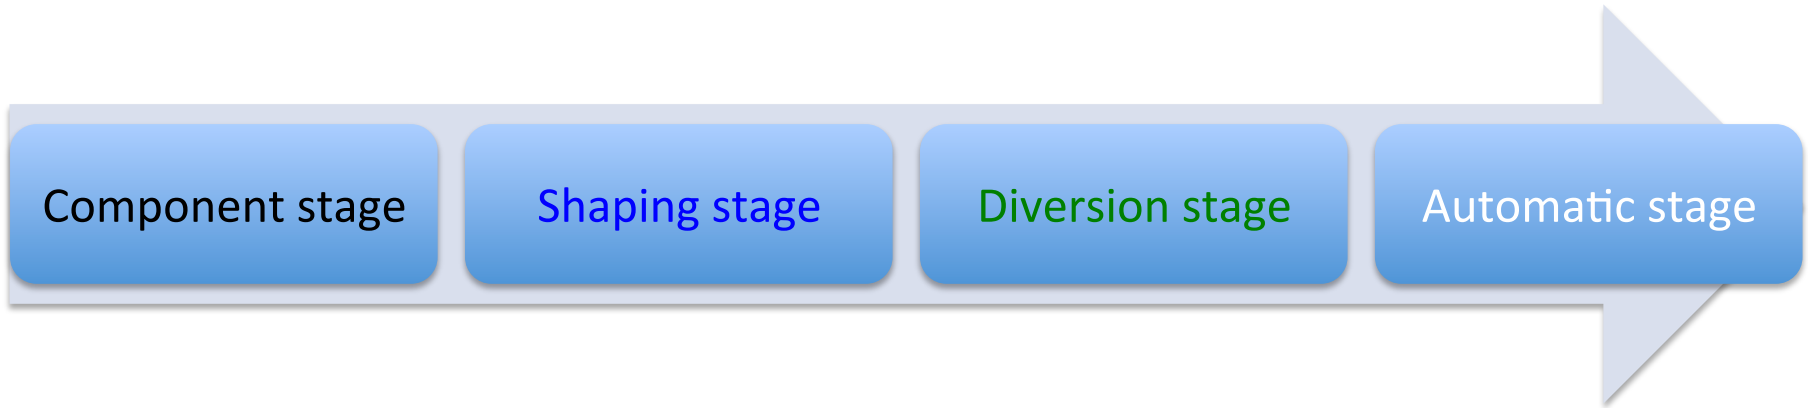 Component stage
Shaping stage
Diversion stage
Automatic stage